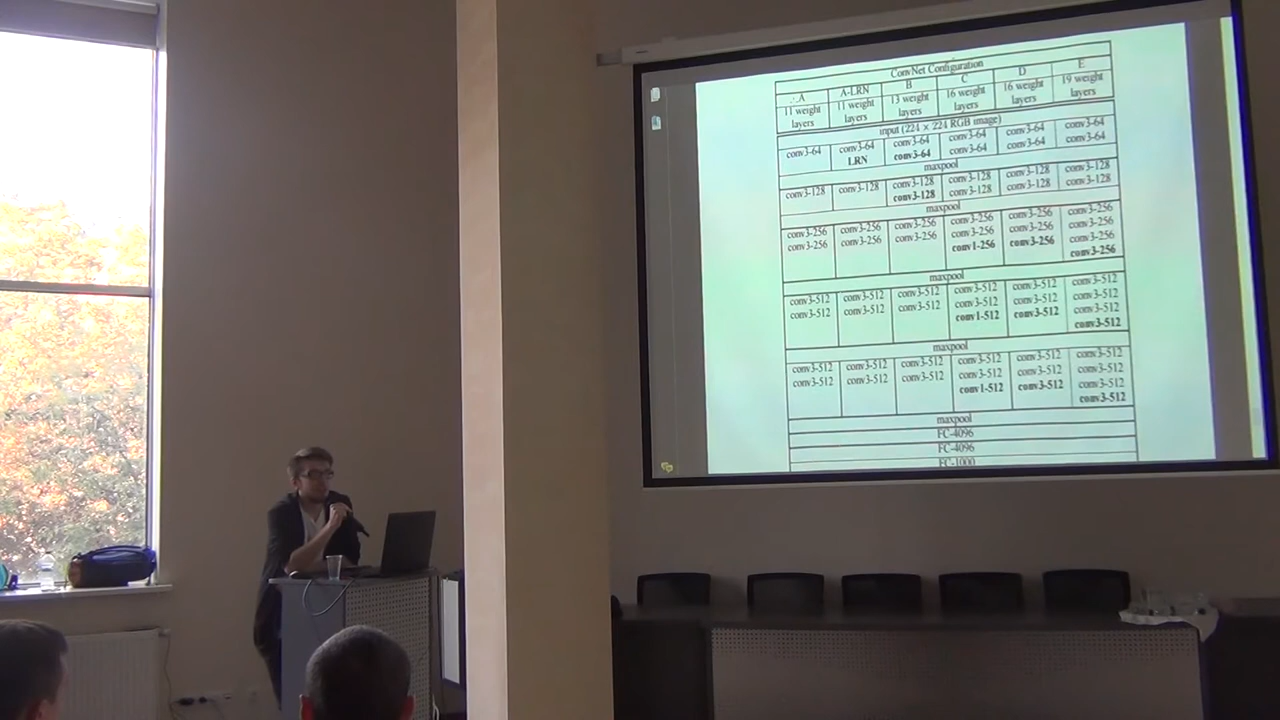 ConvNet Configuration
A A-LRN B C D E
11 weight layers 11 weight layers 13 weight layers 16 weight layers 16 weight layers 19 weight layers
input (224 × 224 RGB image)
conv3-64 conv3-64 conv3-64 conv3-64 conv3-64 conv3-64
LRN conv3-64 conv3-64 conv3-64 conv3-64
maxpool
conv3-128 conv3-128 conv3-128 conv3-128 conv3-128 conv3-128
conv3-128 conv3-128 conv3-128 conv3-128
maxpool
conv3-256 conv3-256 conv3-256 conv3-256 conv3-256 conv3-256
conv3-256 conv3-256 conv3-256 conv3-256 conv3-256 conv3-256
conv1-256 conv3-256 conv3-256
conv3-256
maxpool
conv3-512 conv3-512 conv3-512 conv3-512 conv3-512 conv3-512
conv3-512 conv3-512 conv3-512 conv3-512 conv3-512 conv3-512
conv1-512 conv3-512 conv3-512
conv3-512
maxpool
conv3-512 conv3-512 conv3-512 conv3-512 conv3-512 conv3-512
conv3-512 conv3-512 conv3-512 conv3-512 conv3-512 conv3-512
conv1-512 conv3-512 conv3-512
conv3-512
maxpool
FC-4096
FC-4096
FC-1000